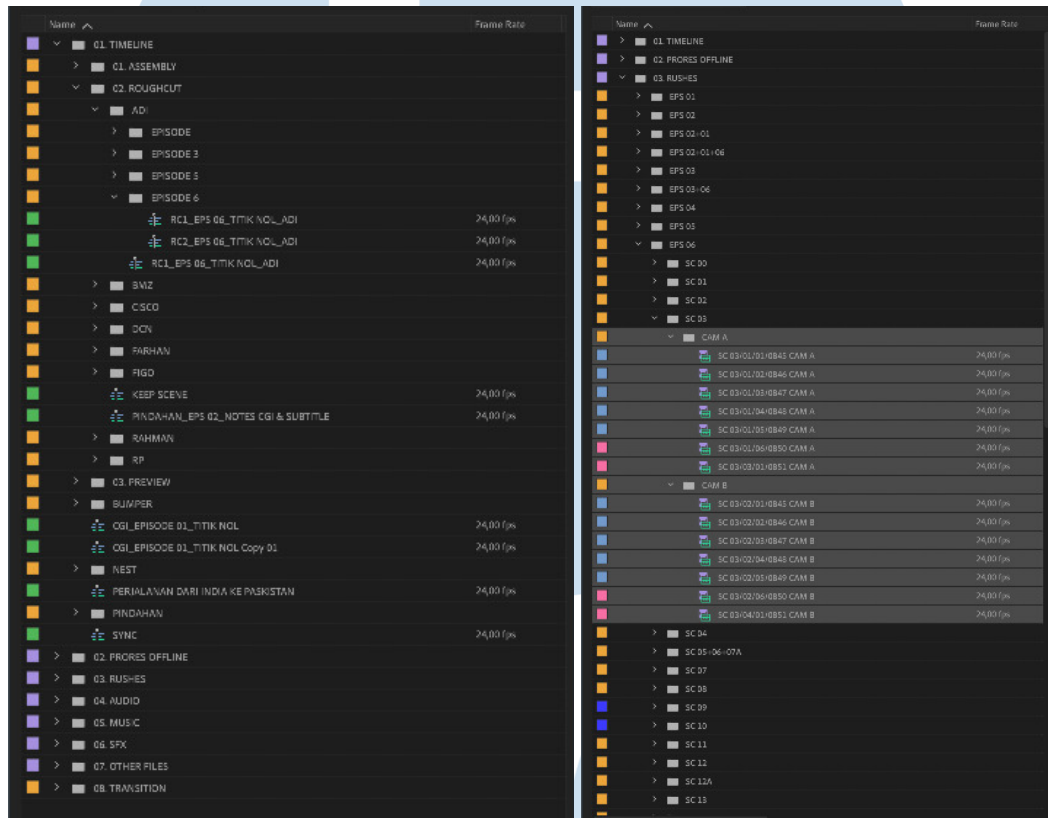 Name Frame Rate
01. TIMELINE
01. ASSEMBLY
02. ROUGHCUT
ADI
EPISODE
EPISODE 3
EPISODE 5
EPISODE 6
RC1_EPS 06_TITIK NOL_ADI 24,00 fps
RC2_EPS 06_TITIK NOL_ADI 24,00 fps
RC1_EPS 06_TITIK NOL_ADI 24,00 fps
BMZ
CISCO
DCN
FARHAN
FIGO
KEEP SCENE 24,00 fps
PINDAHAN_EPS 02_NOTES CGI & SUBTITLE 24,00 fps
RAHMAN
RP
03. PREVIEW
BUMPER
CGI_EPISODE 01_TITIK NOL 24,00 fps
CGI_EPISODE 01_TITIK NOL Copy 01 24,00 fps
NEST
PERJALANAN DARI INDIA KE PASKISTAN 24,00 fps
PINDAHAN
SYNC 24,00 fps
02. PRORES OFFLINE
03. RUSHES
04. AUDIO
05. MUSIC
06. SFX
07. OTHER FILES
08. TRANSITION
Name Frame Rate
01. TIMELINE
02. PRORES OFFLINE
03. RUSHES
EPS 01
EPS 02
EPS 02+01
EPS 02+01+06
EPS 03
EPS 03+06
EPS 04
EPS 05
EPS 06
SC 00
SC 01
SC 02
SC 03
CAM A
SC 03/01/01/0845 CAM A 24,00 fps
SC 03/01/02/0846 CAM A 24,00 fps
SC 03/01/03/0847 CAM A 24,00 fps
SC 03/01/04/0848 CAM A 24,00 fps
SC 03/01/05/0849 CAM A 24,00 fps
SC 03/01/06/0850 CAM A 24,00 fps
SC 03/03/01/0851 CAM A 24,00 fps
CAM B
SC 03/02/01/0845 CAM B 24,00 fps
SC 03/02/02/0846 CAM B 24,00 fps
SC 03/02/03/0847 CAM B 24,00 fps
SC 03/02/04/0848 CAM B 24,00 fps
SC 03/02/05/0849 CAM B 24,00 fps
SC 03/02/06/0850 CAM B 24,00 fps
SC 03/04/01/0851 CAM B 24,00 fps
SC 04
SC 05+06+07A
SC 07
SC 08
SC 09
SC 10
SC 11
SC 12
SC 12A
SC 13